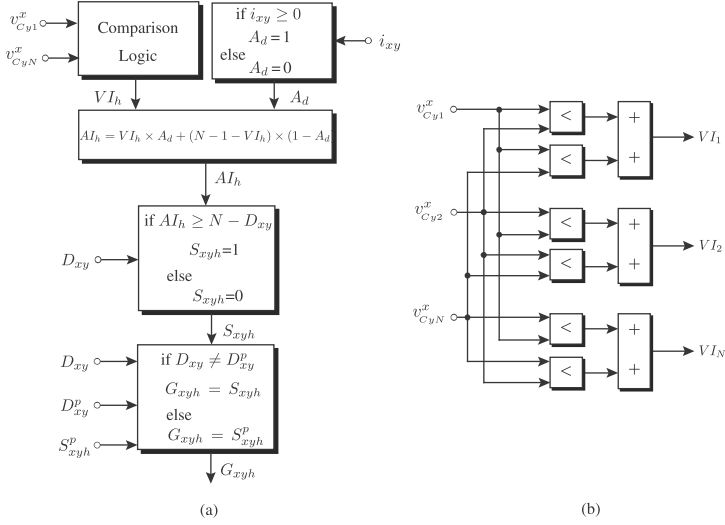 v^x_{Cy1}
v^x_{CyN}
Comparison
Logic
if i_{xy} ≥ 0
A_d = 1
else
A_d = 0
i_{xy}
VI_h
A_d
AI_h = VI_h × A_d + (N − 1 − VI_h) × (1 − A_d
AI_h
if AI_h ≥ N − D_{xy}
S_{xyh}=1
else
S_{xyh}=0
D_{xy}
S_{xyh}
D_{xy}
D^p_{xy}
S^p_{xyh}
if D_{xy} ≠ D^p_{xy}
G_{xyh} = S_{xyh}
else
G_{xyh} = S^p_{xyh}
G_{xyh}
(a)
v^x_{Cy1}
<
+
<
+
VI_1
v^x_{Cy2}
<
+
<
+
VI_2
v^x_{CyN}
<
+
<
+
VI_N
(b)